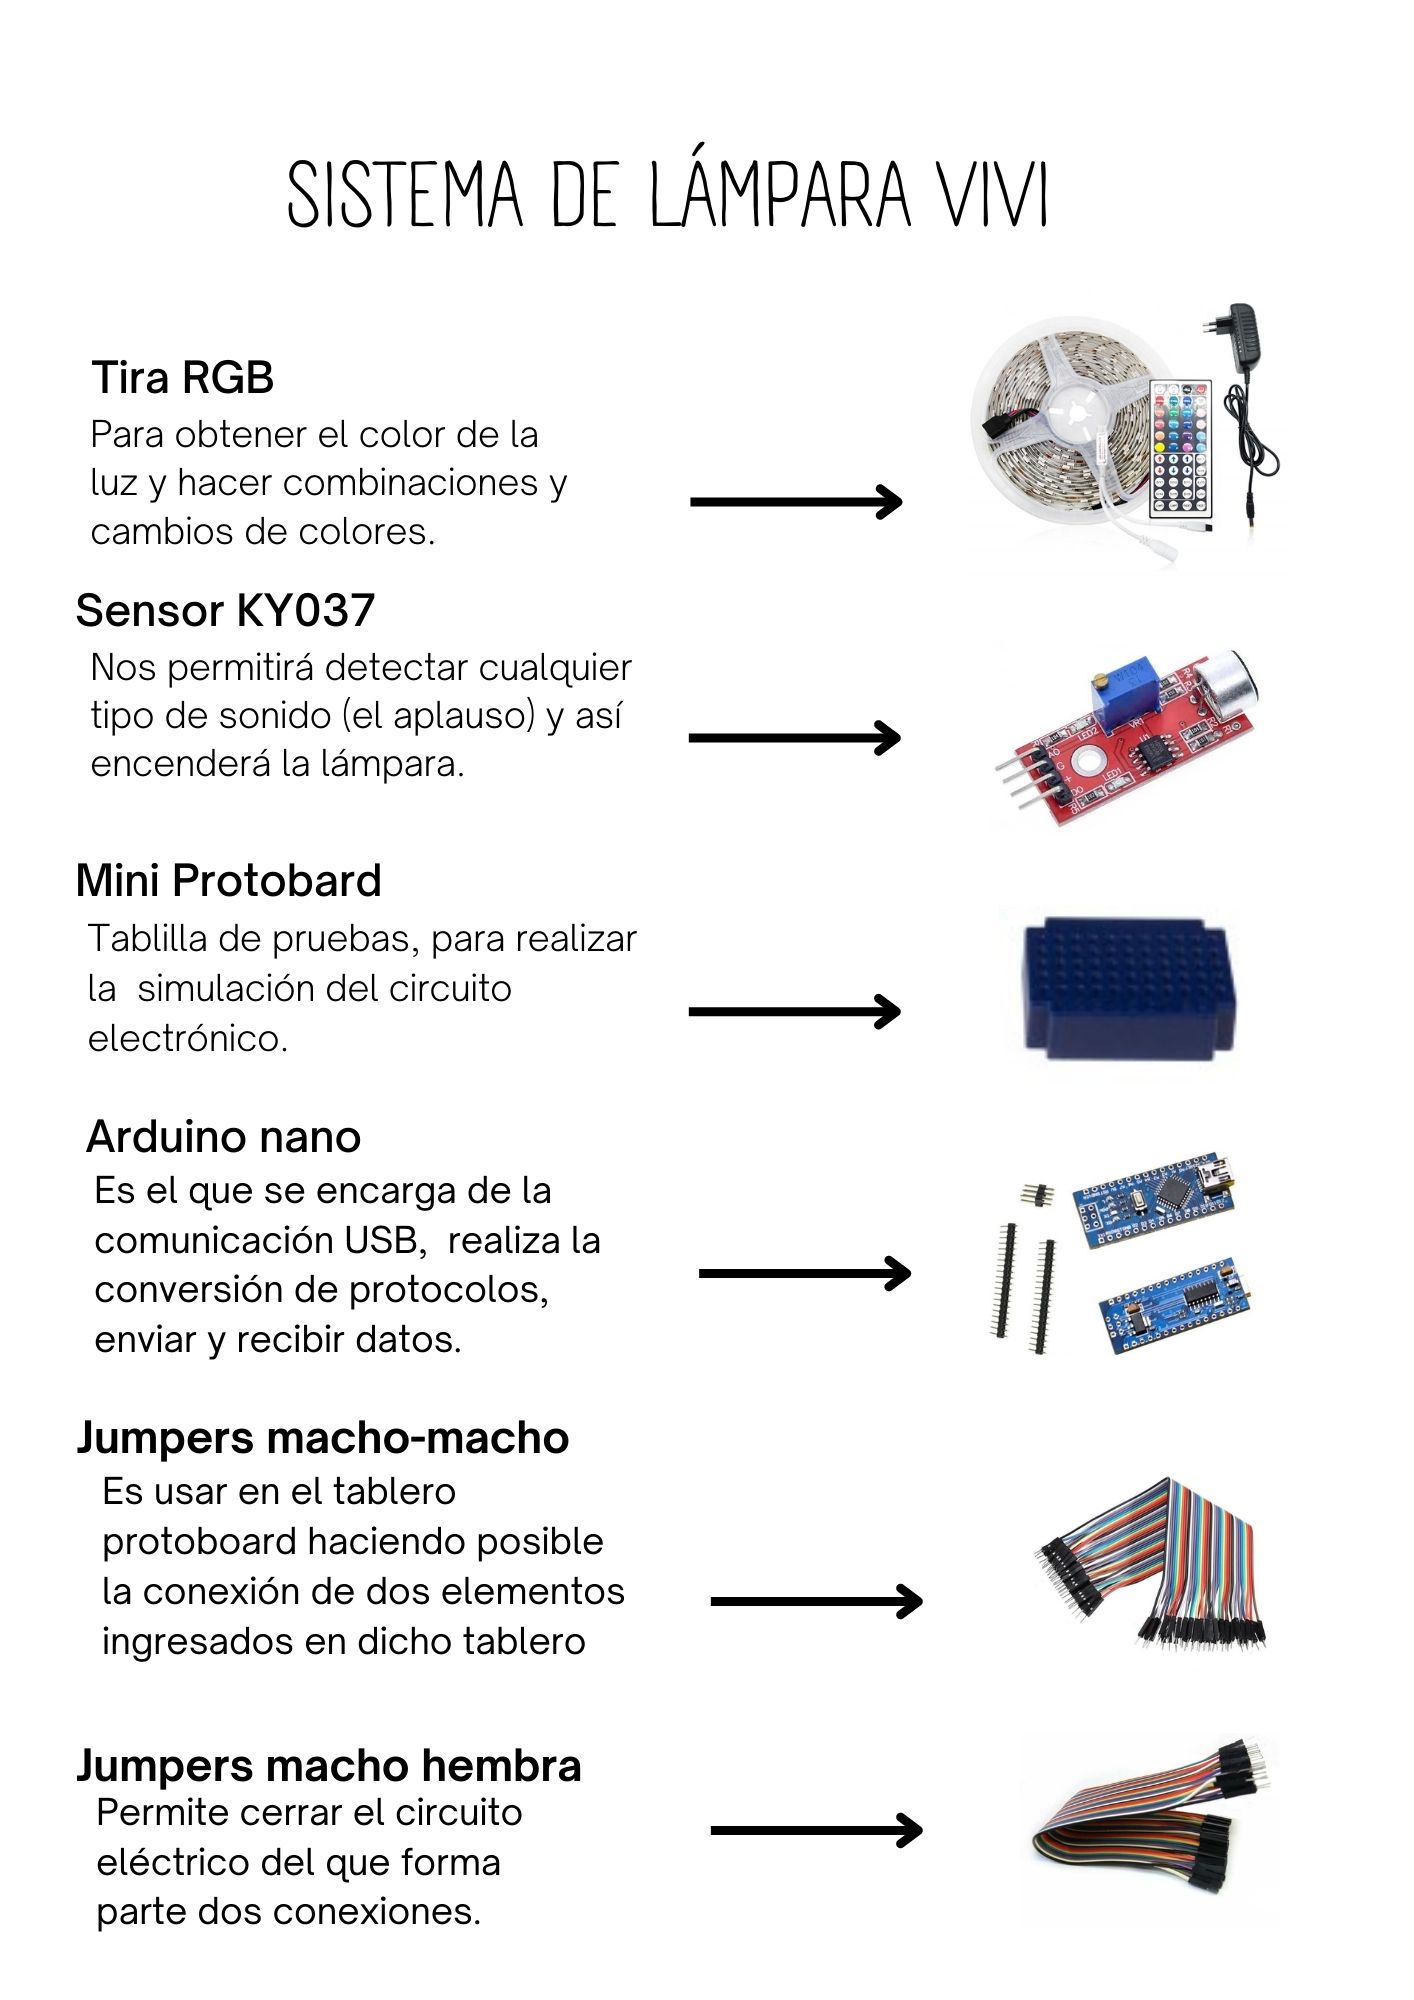 SISTEMA DE LÁMPARA VIVI
Tira RGB
Para obtener el color de la
luz y hacer combinaciones y
cambios de colores.
Sensor KY037
Nos permitirá detectar cualquier
tipo de sonido (el aplauso) y así
encenderá la lámpara.
Mini Protobard
Tablilla de pruebas, para realizar
la  simulación del circuito
electrónico.
Arduino nano
Es el que se encarga de la
comunicación USB,  realiza la
conversión de protocolos,
enviar y recibir datos.
Jumpers macho-macho
Es usar en el tablero
protoboard haciendo posible
la conexión de dos elementos
ingresados en dicho tablero
Jumpers macho hembra
Permite cerrar el circuito
eléctrico del que forma
parte dos conexiones.